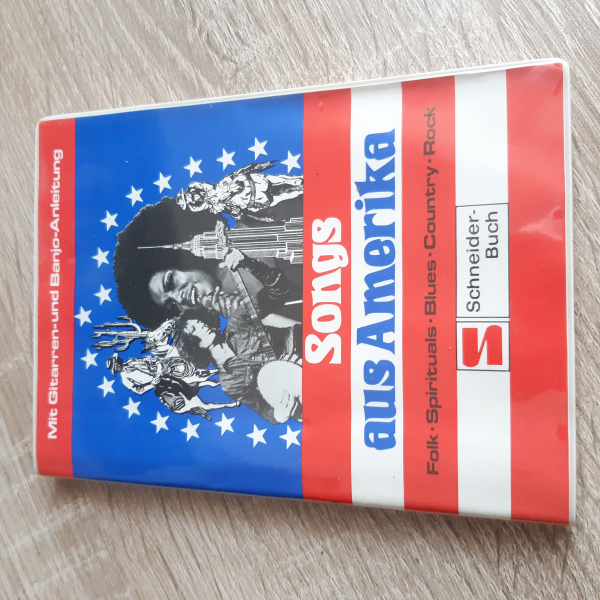 Mit Gitarren-und Banjo-Anleitung
Songs
aus Amerika
Folk · Spirituals · Blues · Country · Rock
S
Schneider-
Buch